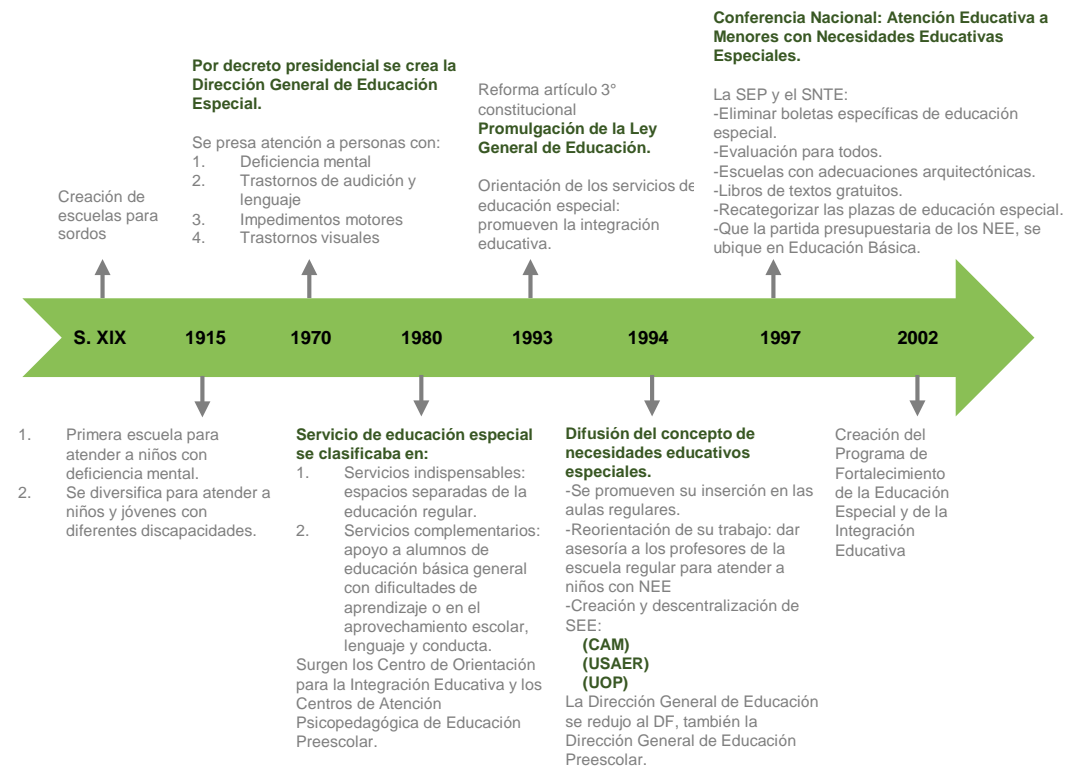 Creación de
escuelas para
sordos
Por decreto presidencial se crea la
Dirección General de Educación
Especial.
Se presa atención a personas con:
1. Deficiencia mental
2. Trastornos de audición y
lenguaje
3. Impedimentos motores
4. Trastornos visuales
Reforma artículo 3°
constitucional
Promulgación de la Ley
General de Educación.
Orientación de los servicios de
educación especial:
promueven la integración
educativa.
Conferencia Nacional: Atención Educativa a
Menores con Necesidades Educativas
Especiales.
La SEP y el SNTE:
-Eliminar boletas específicas de educación
especial.
-Evaluación para todos.
-Escuelas con adecuaciones arquitectónicas.
-Libros de textos gratuitos.
-Recategorizar las plazas de educación especial.
-Que la partida presupuestaria de los NEE, se
ubique en Educación Básica.
S. XIX 1915 1970 1980 1993 1994 1997 2002
1. Primera escuela para
atender a niños con
deficiencia mental.
2. Se diversifica para atender a
niños y jóvenes con
diferentes discapacidades.
Servicio de educación especial
se clasificaba en:
1. Servicios indispensables:
espacios separadas de la
educación regular.
2. Servicios complementarios:
apoyo a alumnos de
educación básica general
con dificultades de
aprendizaje o en el
aprovechamiento escolar,
lenguaje y conducta.
Surgen los Centro de Orientación
para la Integración Educativa y los
Centros de Atención
Psicopedagógica de Educación
Preescolar.
Difusión del concepto de
necesidades educativos
especiales.
-Se promueven su inserción en las
aulas regulares.
-Reorientación de su trabajo: dar
asesoría a los profesores de la
escuela regular para atender a
niños con NEE
-Creación y descentralización de
SEE:
(CAM)
(USAER)
(UOP)
La Dirección General de Educación
se redujo al DF, también la
Dirección General de Educación
Preescolar.
Creación del
Programa de
Fortalecimiento
de la Educación
Especial y de la
Integración
Educativa